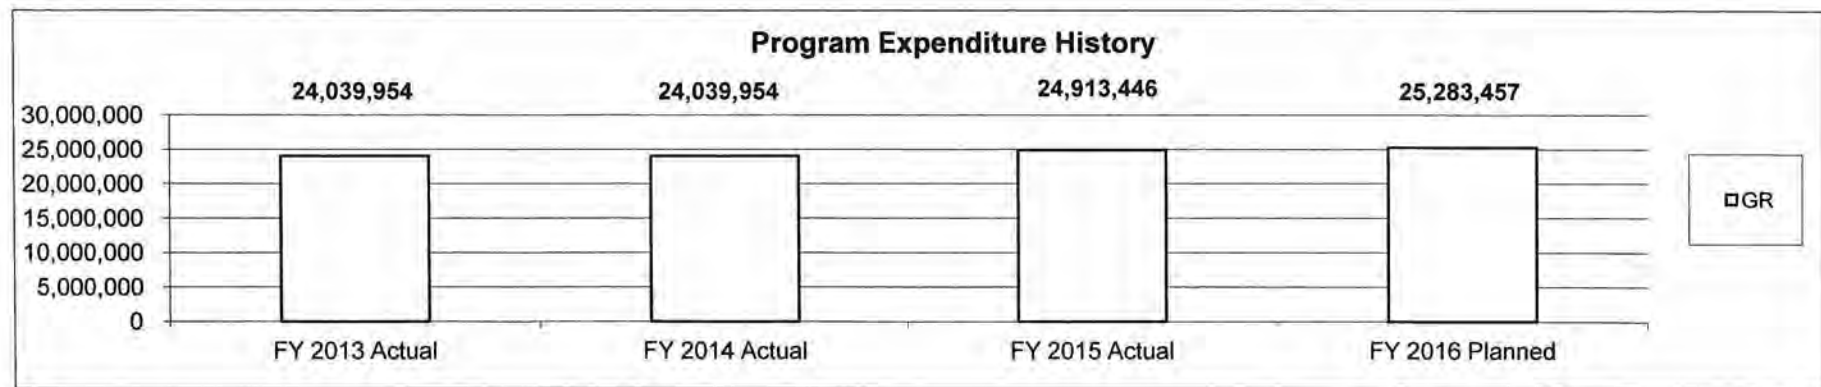 Program Expenditure History
24,039,954 24,039,954 24,913,446 25,283,457
30,000,000
25,000,000
20,000,000
15,000,000
10,000,000
5,000,000
0
GR
FY 2013 Actual FY 2014 Actual FY 2015 Actual FY 2016 Planned